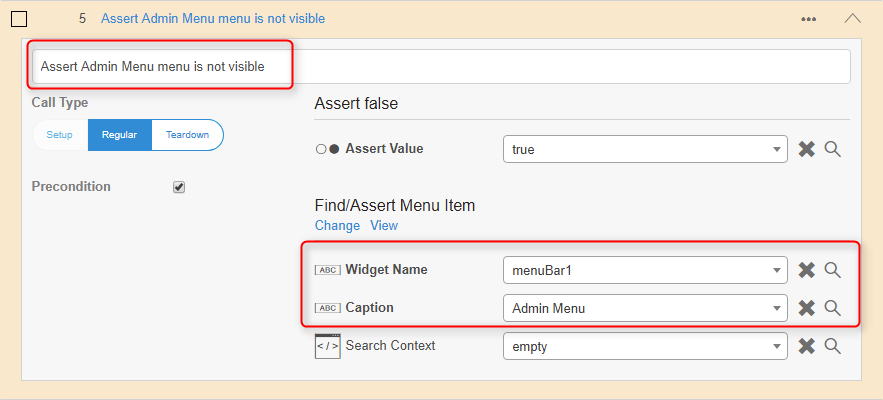 5 Assert Admin Menu menu is not visible
Assert Admin Menu menu is not visible
Call Type
Setup Regular Teardown
Precondition
Assert false
Assert Value true
Find/Assert Menu Item
Change View
ABC Widget Name menuBar1
ABC Caption Admin Menu
</> Search Context empty